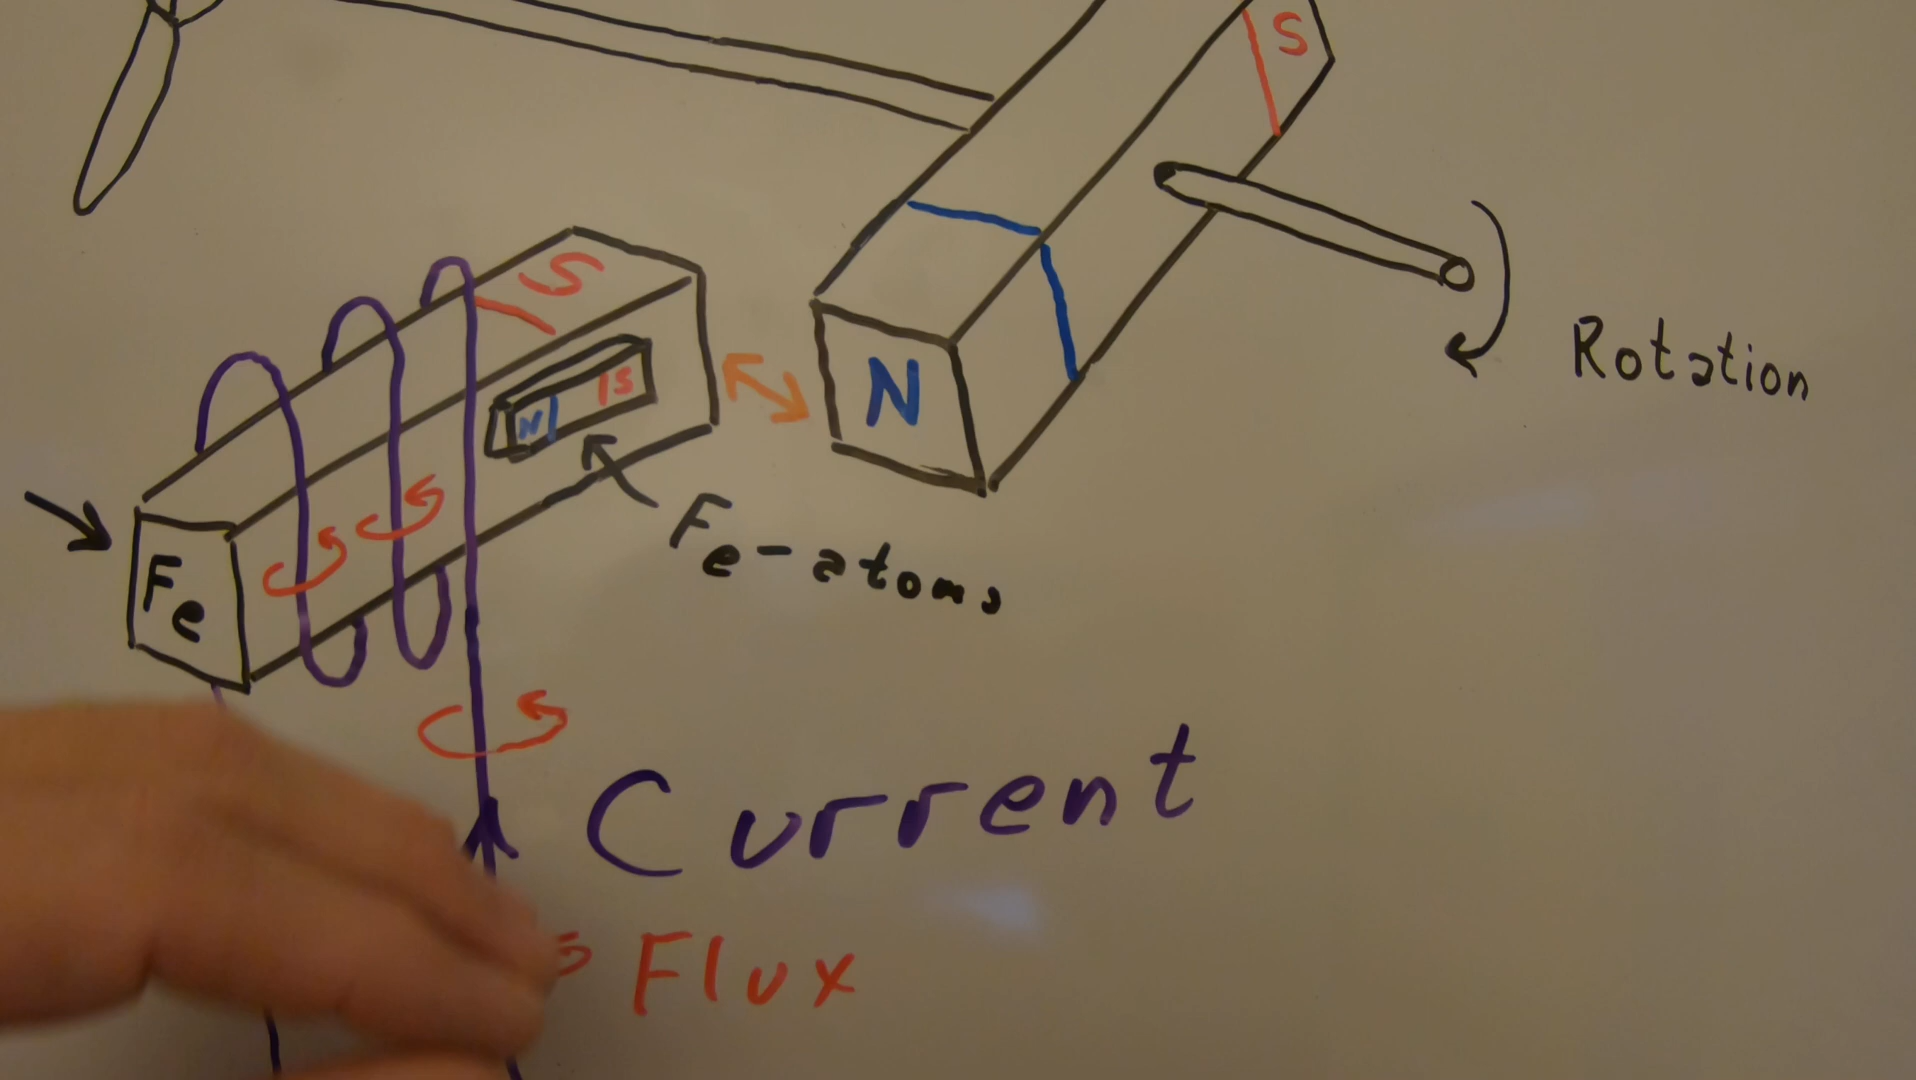 S
S
N
N
S
Rotation
Fe-atoms
Fe
Current
Flux